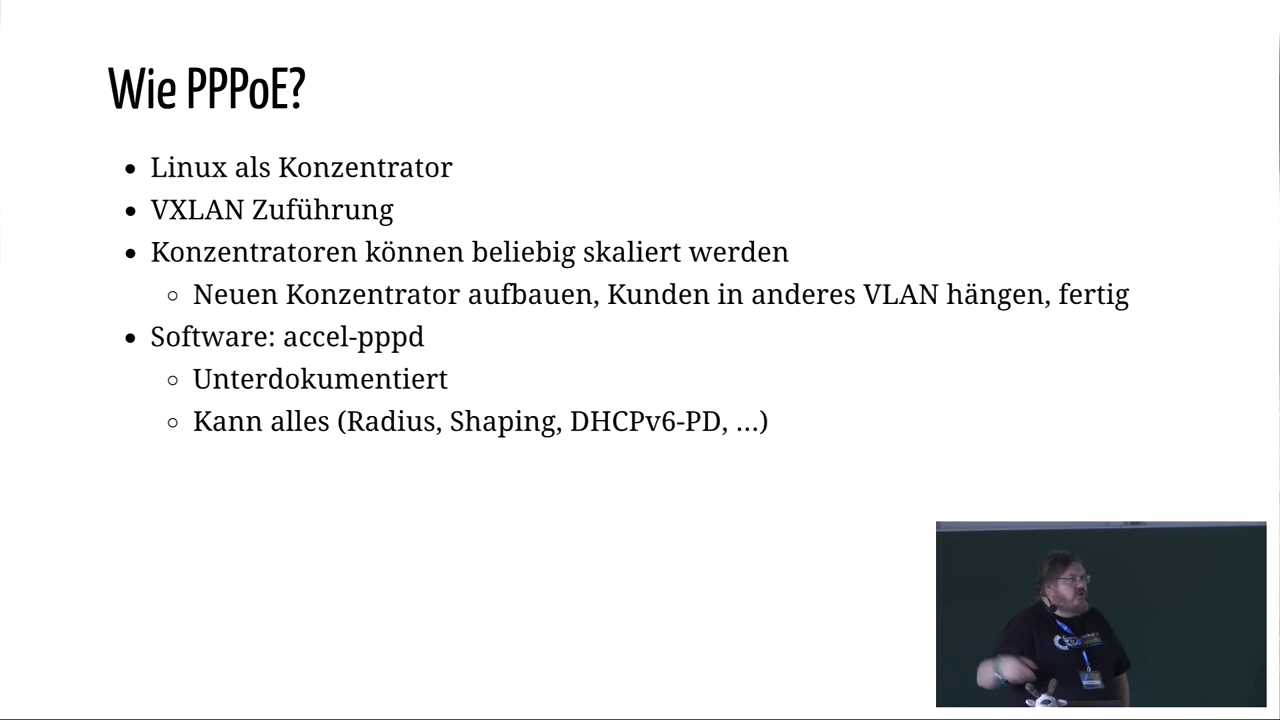 Wie PPPoE?
Linux als Konzentrator
VXLAN Zuführung
Konzentratoren können beliebig skaliert werden
Neuen Konzentrator aufbauen, Kunden in anderes VLAN hängen, fertig
Software: accel-pppd
Unterdokumentiert
Kann alles (Radius, Shaping, DHCPv6-PD, …)